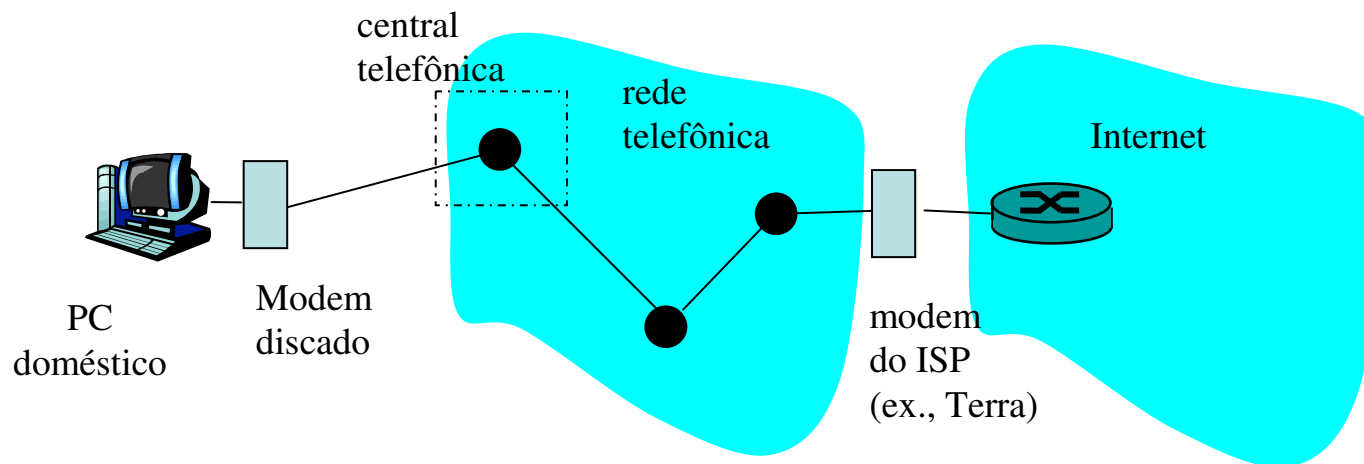 central
telefônica
rede
telefônica
Internet
PC
doméstico
Modem
discado
modem
do ISP
(ex., Terra)